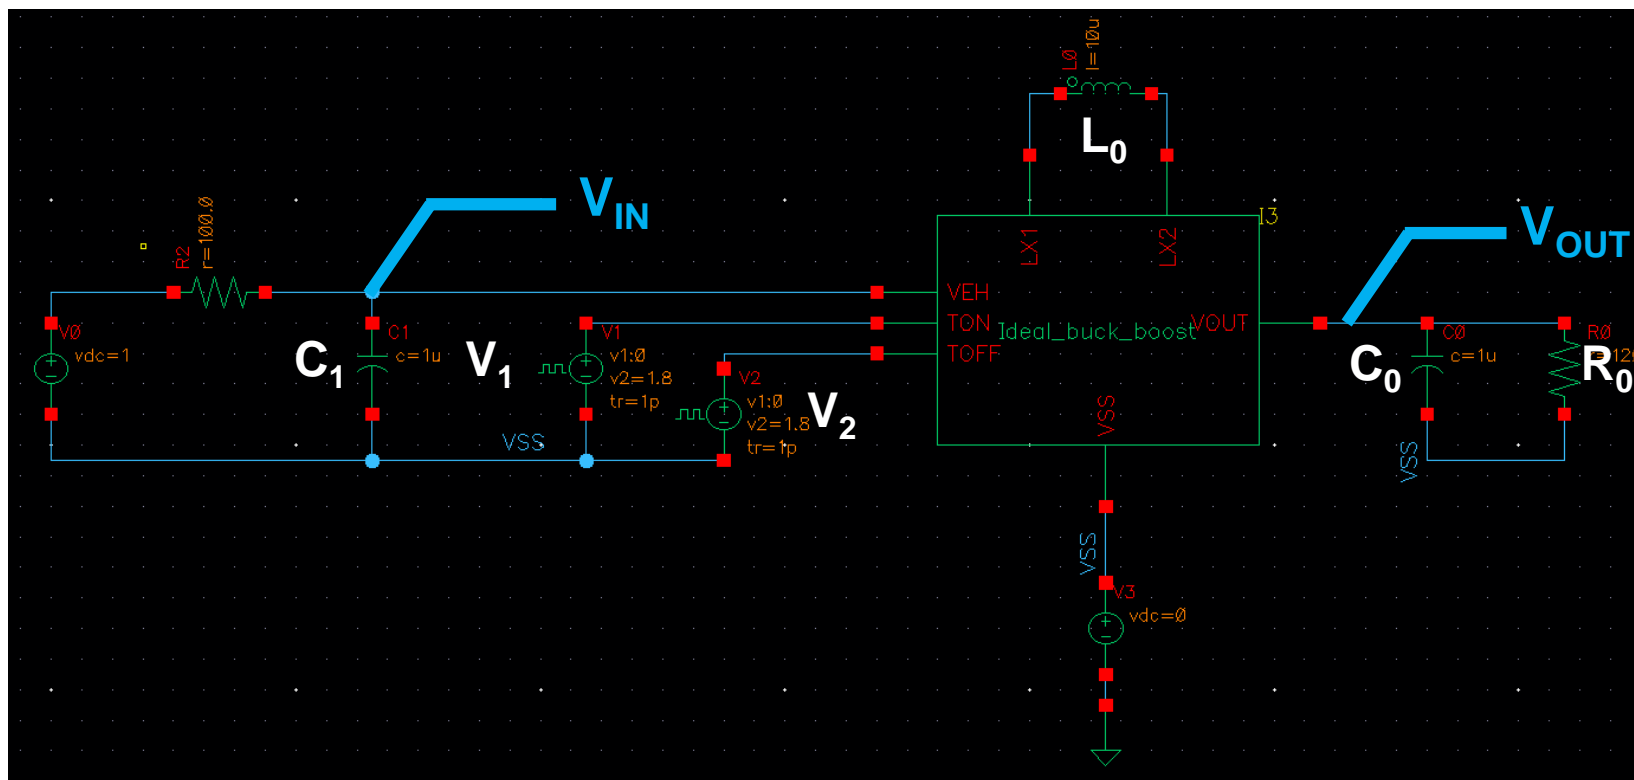 L0
l=10u
L0
VIN
R2
r=100.0
I3
VOUT
LX1
LX2
VEH
TON
TOFF
Ideal_buck_boost
VOUT
VSS
V0
vdc=1
C1
C1
c=1u
V1
V1
v1:0
v2=1.8
tr=1p
V2
v1:0
v2=1.8
tr=1p
V2
VSS
C0
C0
c=1u
R0
R0
VSS
VSS
V3
vdc=0